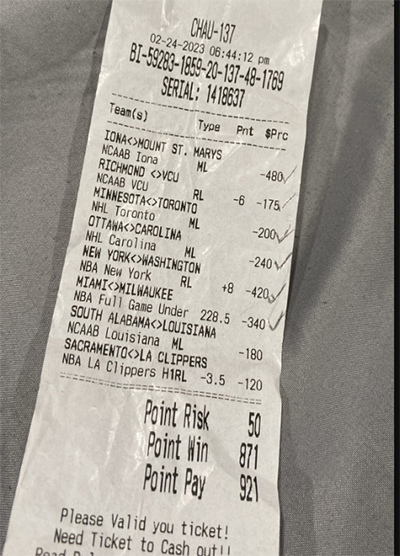 CHAU-137
02-24-2023 06:44:12 pm
BI-59283-1859-20-137-48-1769
SERIAL: 1418637
Team(s) Type Pnt $Prc
IONA<>MOUNT ST. MARYS
NCAAB Iona ML -480
RICHMOND <>VCU
NCAAB VCU RL -6 -175
MINNESOTA<>TORONTO
NHL Toronto ML -200
OTTAWA<>CAROLINA
NHL Carolina ML -240
NEW YORK<>WASHINGTON
NBA New York RL +8 -420
MIAMI<>MILWAUKEE
NBA Full Game Under 228.5 -340
SOUTH ALABAMA<>LOUISIANA
NCAAB Louisiana ML -180
SACRAMENTO<>LA CLIPPERS
NBA LA Clippers H1RL -3.5 -120
Point Risk 50
Point Win 871
Point Pay 921
Please Valid you ticket!
Need Ticket to Cash out!!
Read